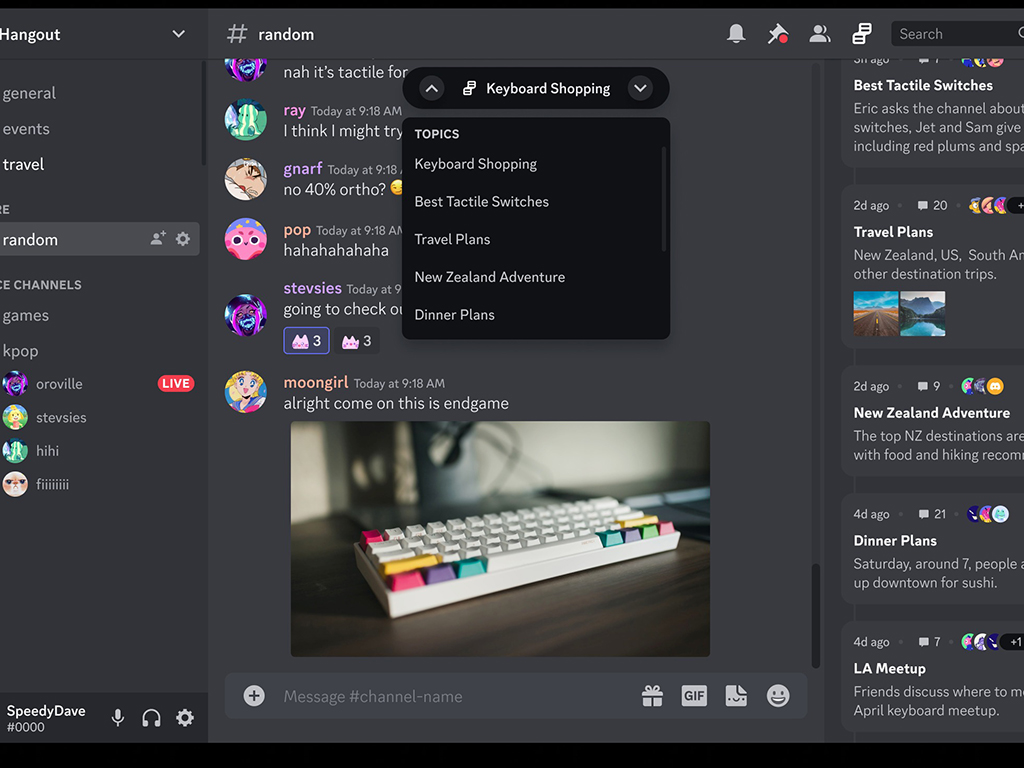 Hangout
general
events
travel
RE
random
CE CHANNELS
games
kpop
oroville
LIVE
stevsies
hihi
fiiiiiiii
SpeedyDave
#0000
# random
Search
nah it's tactile for
ray Today at 9:18 AM
I think I might try
gnarf Today at 9:18
no 40% ortho?
pop Today at 9:18 AM
hahahahahaha
stevsies Today at 9
going to check ou
3
3
moongirl Today at 9:18 AM
alright come on this is endgame
Keyboard Shopping
TOPICS
Keyboard Shopping
Best Tactile Switches
Travel Plans
New Zealand Adventure
Dinner Plans
Message #channel-name
GIF
3h ago
7
Best Tactile Switches
Eric asks the channel about
switches, Jet and Sam give
including red plums and spa
2d ago
20
Travel Plans
New Zealand, US, South Am
other destination trips.
2d ago
9
New Zealand Adventure
The top NZ destinations are
with food and hiking recomm
4d ago
21
Dinner Plans
Saturday, around 7, people a
up downtown for sushi.
4d ago
7
+1
LA Meetup
Friends discuss where to me
April keyboard meetup.